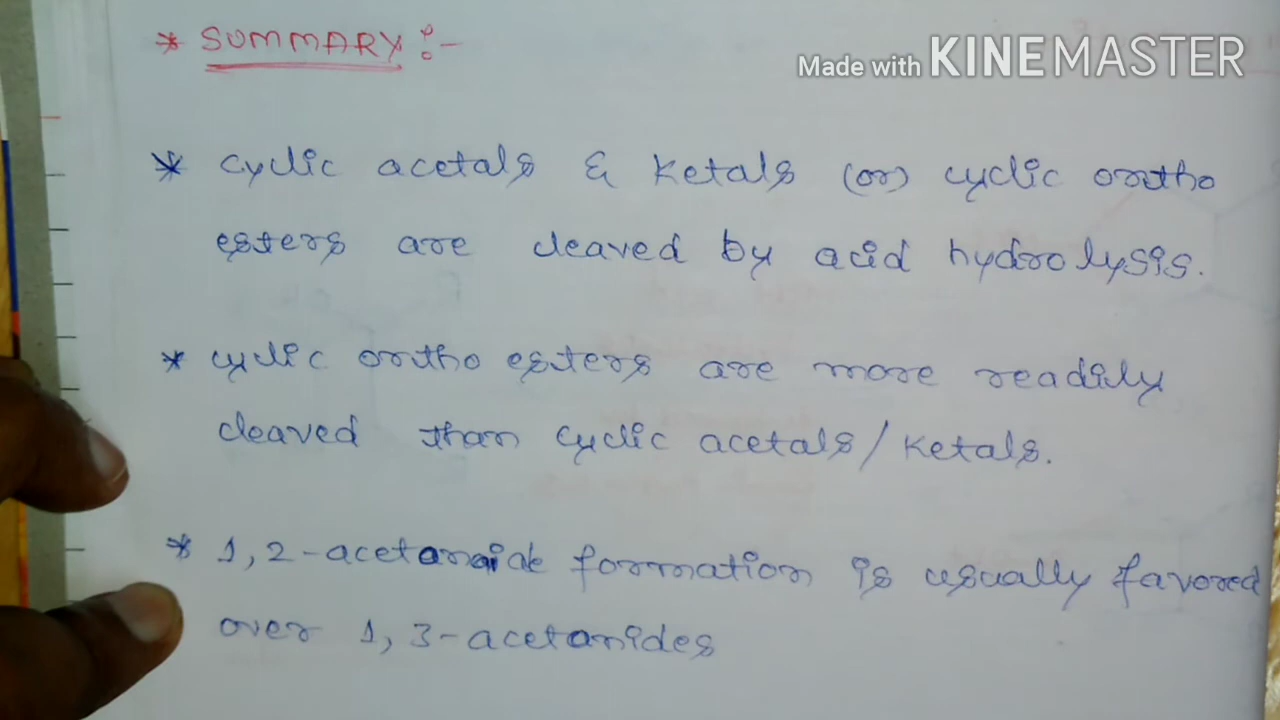 * SUMMARY :-
Made with KINEMASTER
* cyclic acetals & ketals (or) cyclic ortho
esters are cleaved by acid hydrolysis.
* cyclic ortho esters are more readily
cleaved than cyclic acetals/ketals.
* 1,2-acetonide formation is usually favored
over 1,3-acetonides